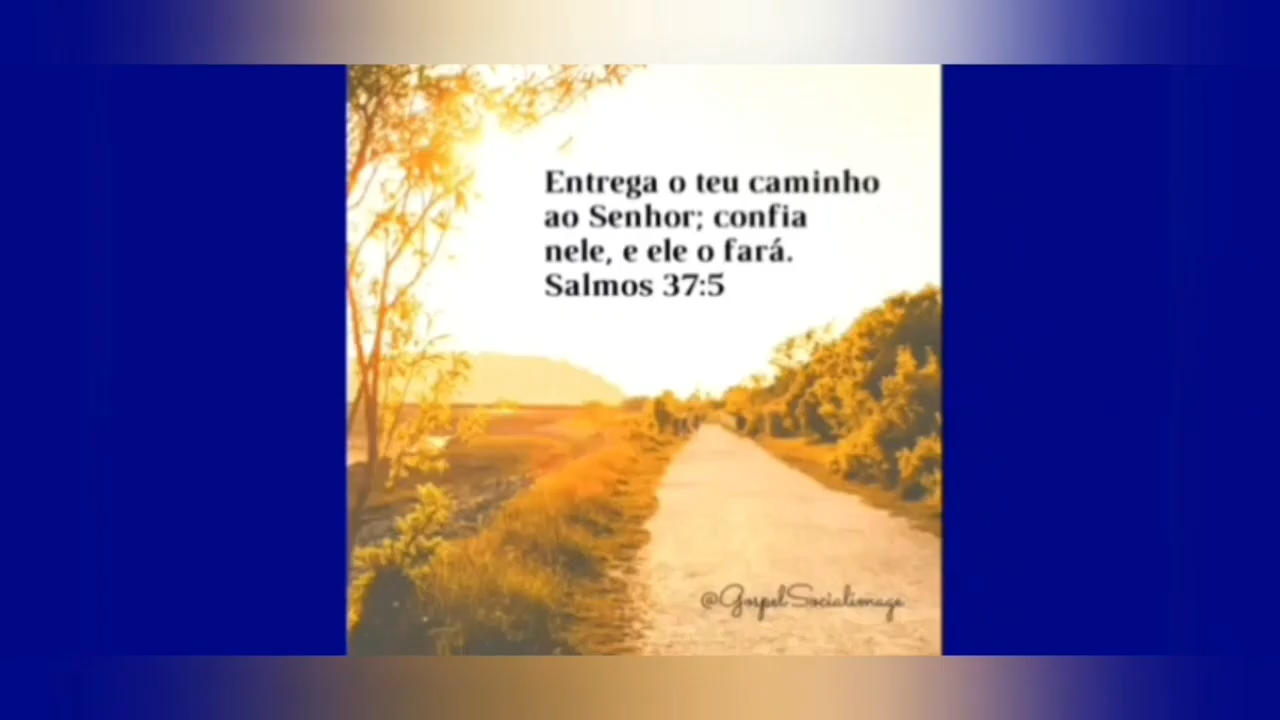 Entrega o teu caminho
ao Senhor; confia
nele, e ele o fará.
Salmos 37:5
@GospelSocialimage